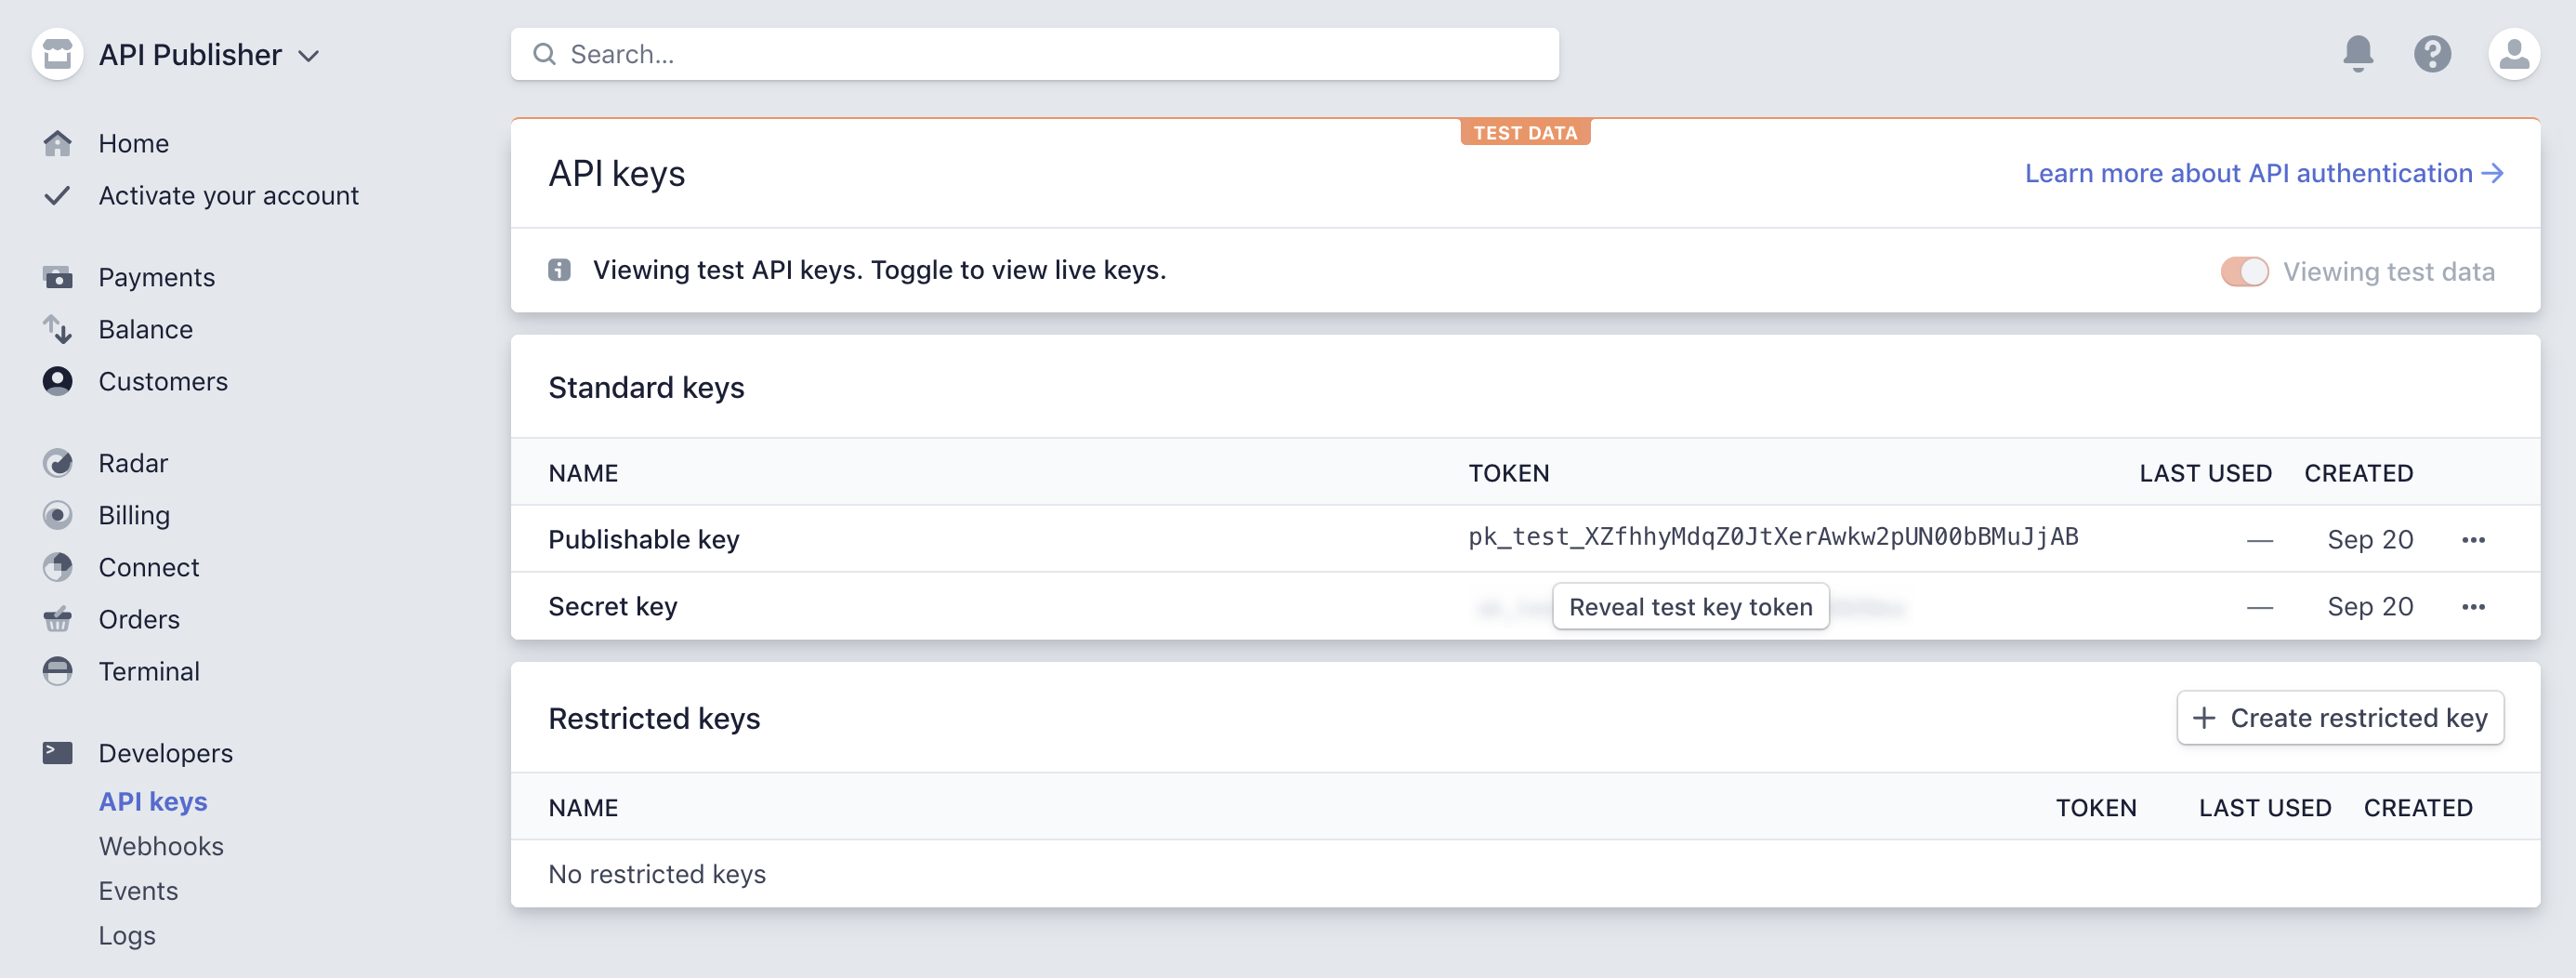 API Publisher
Search...
Home
Activate your account
Payments
Balance
Customers
Radar
Billing
Connect
Orders
Terminal
Developers
API keys
Webhooks
Events
Logs
TEST DATA
API keys
Learn more about API authentication →
Viewing test API keys. Toggle to view live keys.
Viewing test data
Standard keys
NAME TOKEN LAST USED CREATED
Publishable key pk_test_XZfhhyMdqZ0JtXerAwkw2pUN00bBMuJjAB — Sep 20 •••
Secret key Reveal test key token — Sep 20 •••
Restricted keys
+ Create restricted key
NAME TOKEN LAST USED CREATED
No restricted keys